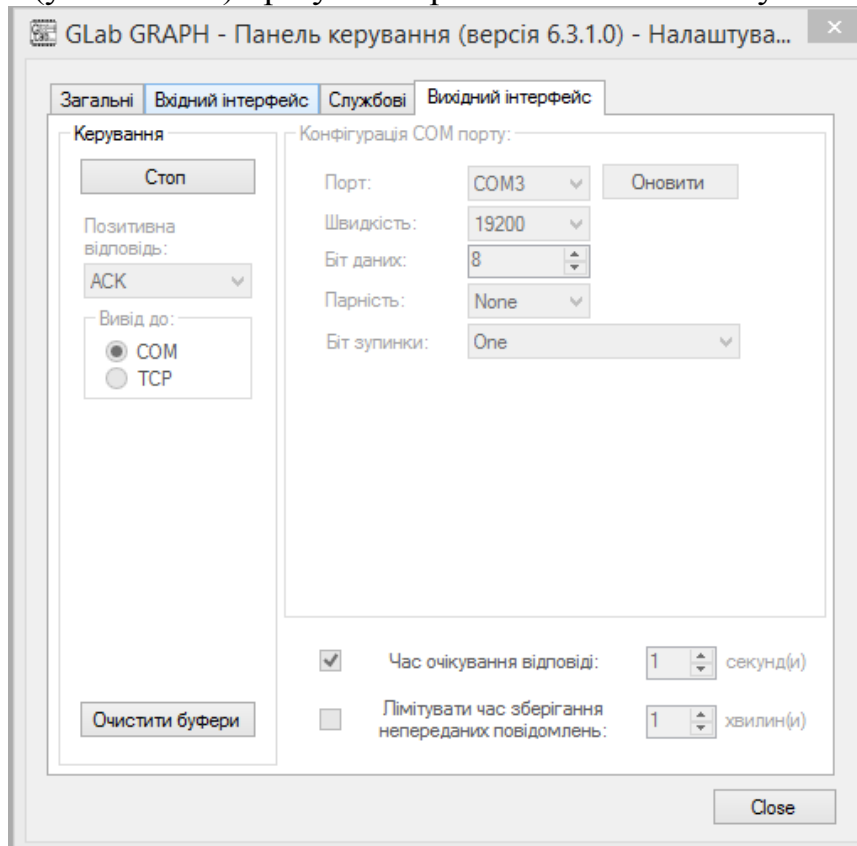 GLab GRAPH - Панель керування (версія 6.3.1.0) - Налаштува...
Загальні Вхідний інтерфейс Службові Вихідний інтерфейс
Керування
Стоп
Позитивна
відповідь:
ACK
Вивід до:
COM
TCP
Очистити буфери
Конфігурація COM порту:
Порт: COM3 Оновити
Швидкість: 19200
Біт даних: 8
Парність: None
Біт зупинки: One
Час очікування відповіді: 1 секунд(и)
Лімітувати час зберігання
непереданих повідомлень: 1 хвилин(и)
Close